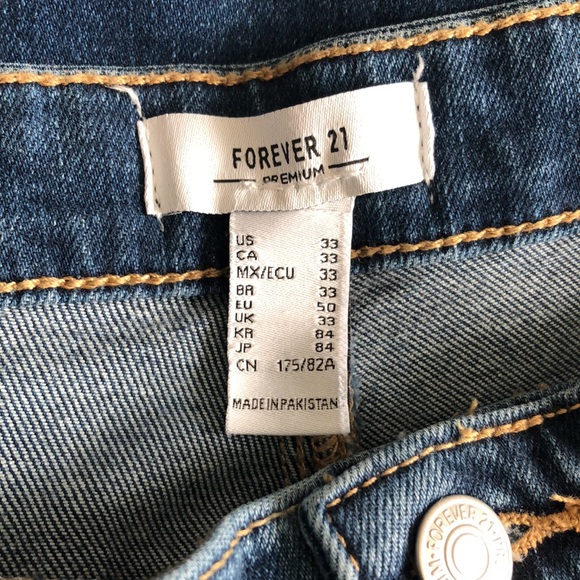 FOREVER 21
PREMIUM
US 33
CA 33
MX/ECU 33
BR 33
EU 50
UK 33
KR 84
JP 84
CN 175/82A
MADE IN PAKISTAN
FOREVER 21